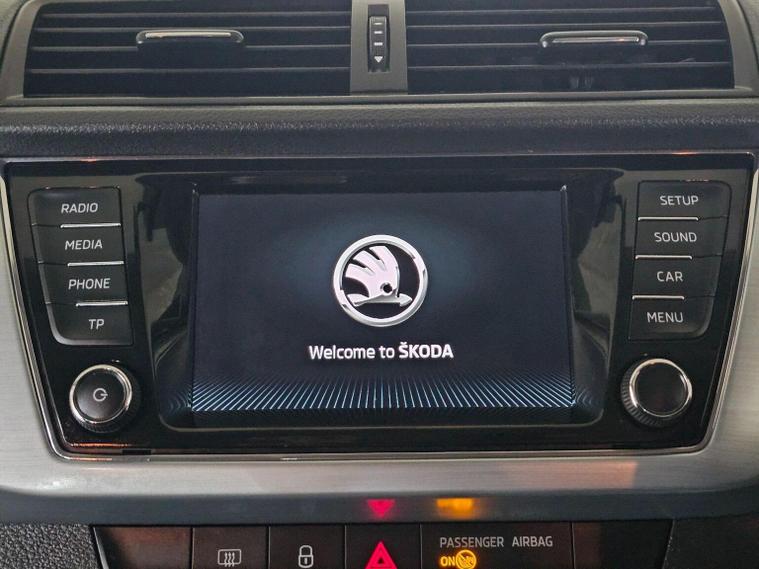 RADIO
MEDIA
PHONE
TP
SETUP
SOUND
CAR
MENU
Welcome to ŠKODA
PASSENGER AIRBAG
ON